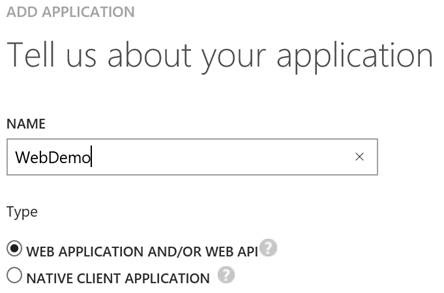 ADD APPLICATION
Tell us about your application
NAME
WebDemo ×
Type
WEB APPLICATION AND/OR WEB API ?
NATIVE CLIENT APPLICATION ?